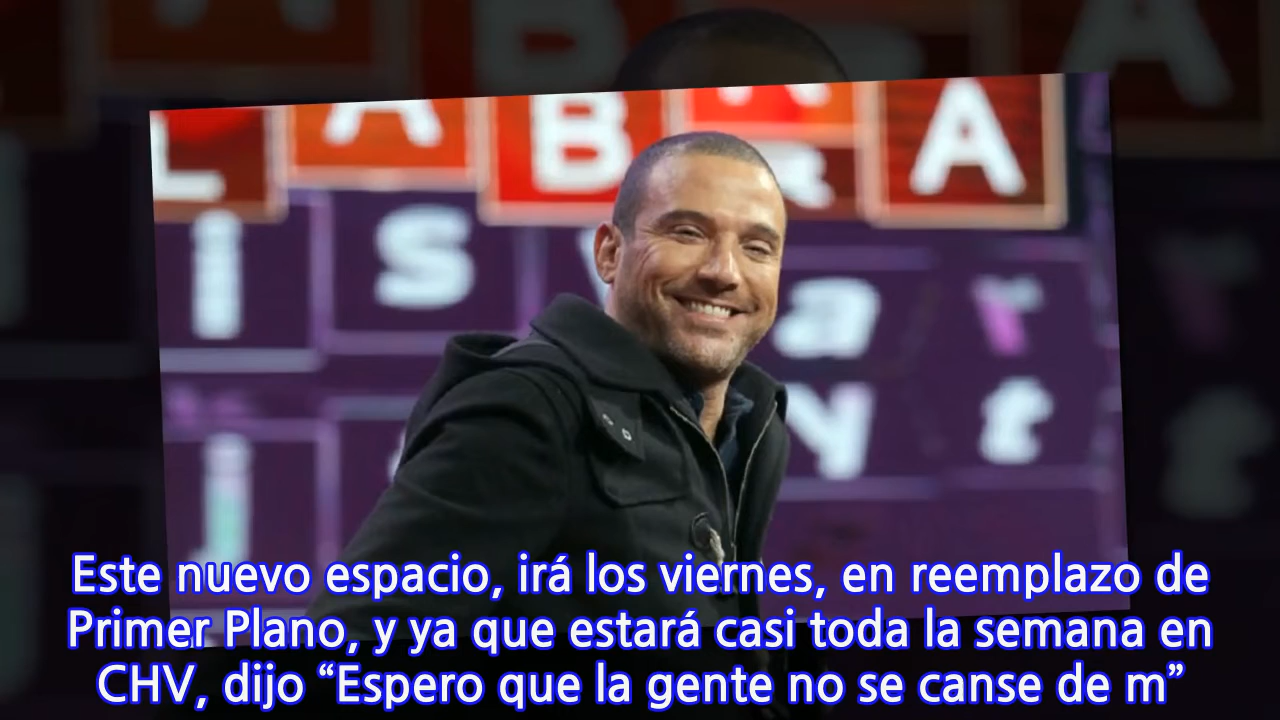 L A B R A
i s a r
j y t
Este nuevo espacio, irá los viernes, en reemplazo de
Primer Plano, y ya que estará casi toda la semana en
CHV, dijo “Espero que la gente no se canse de m”